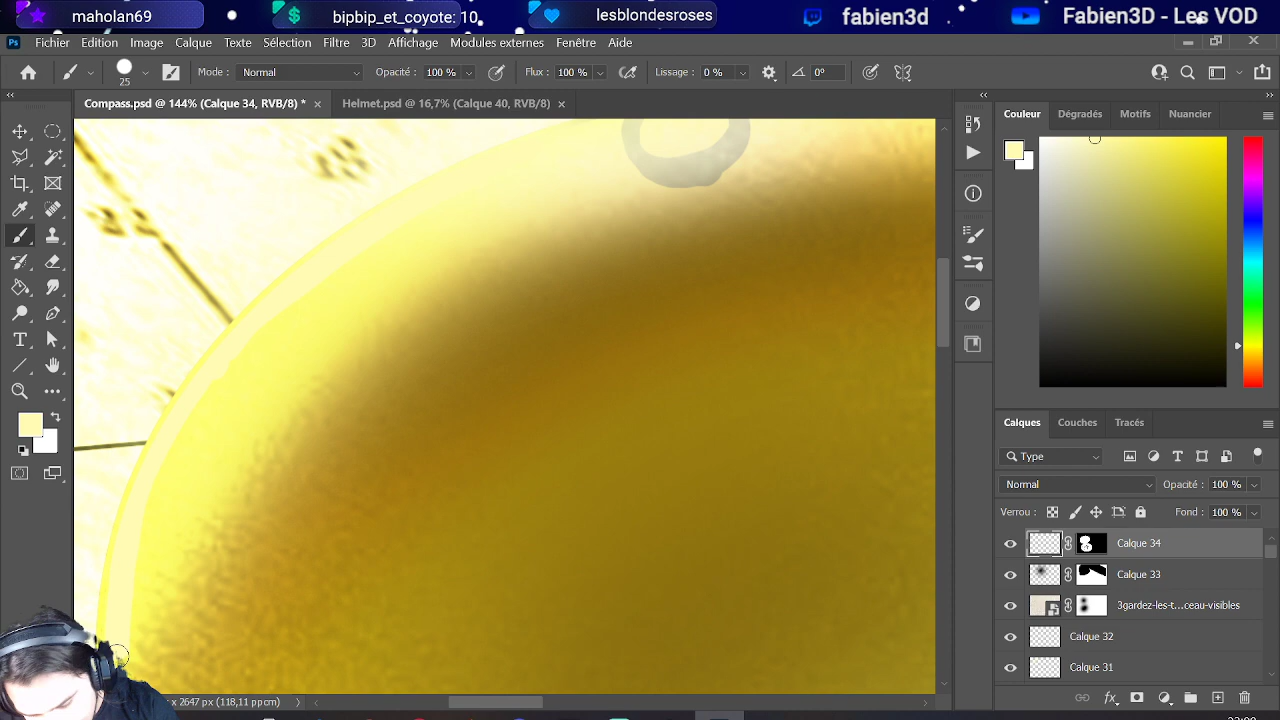 maholan69
bipbip_et_coyote: 10
lesblondesroses
fabien3d
Fabien3D - Les VOD
Ps Fichier Edition Image Calque Texte Sélection Filtre 3D Affichage Modules externes Fenêtre Aide
25 Mode : Normal Opacité : 100 % Flux : 100 % Lissage : 0 % 0°
Compass.psd @ 144% (Calque 34, RVB/8) * Helmet.psd @ 16,7% (Calque 40, RVB/8)
Couleur Dégradés Motifs Nuancier
Calques Couches Tracés
Type
Normal Opacité : 100 %
Verrou : Fond : 100 %
Calque 34
Calque 33
3gardez-les-t...ceau-visibles
Calque 32
Calque 31
x 2647 px (118,11 ppcm)